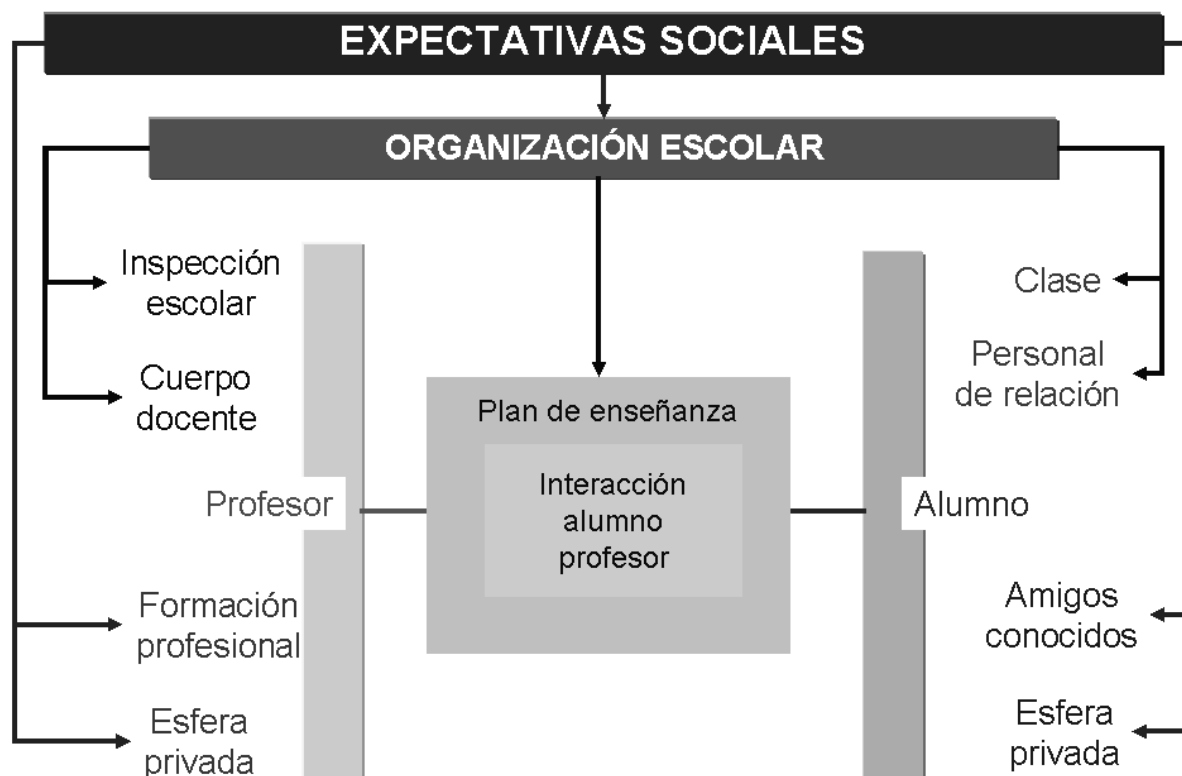 EXPECTATIVAS SOCIALES
ORGANIZACIÓN ESCOLAR
Inspección
escolar
Cuerpo
docente
Profesor
Formación
profesional
Esfera
privada
Plan de enseñanza
Interacción
alumno
profesor
Clase
Personal
de relación
Alumno
Amigos
conocidos
Esfera
privada